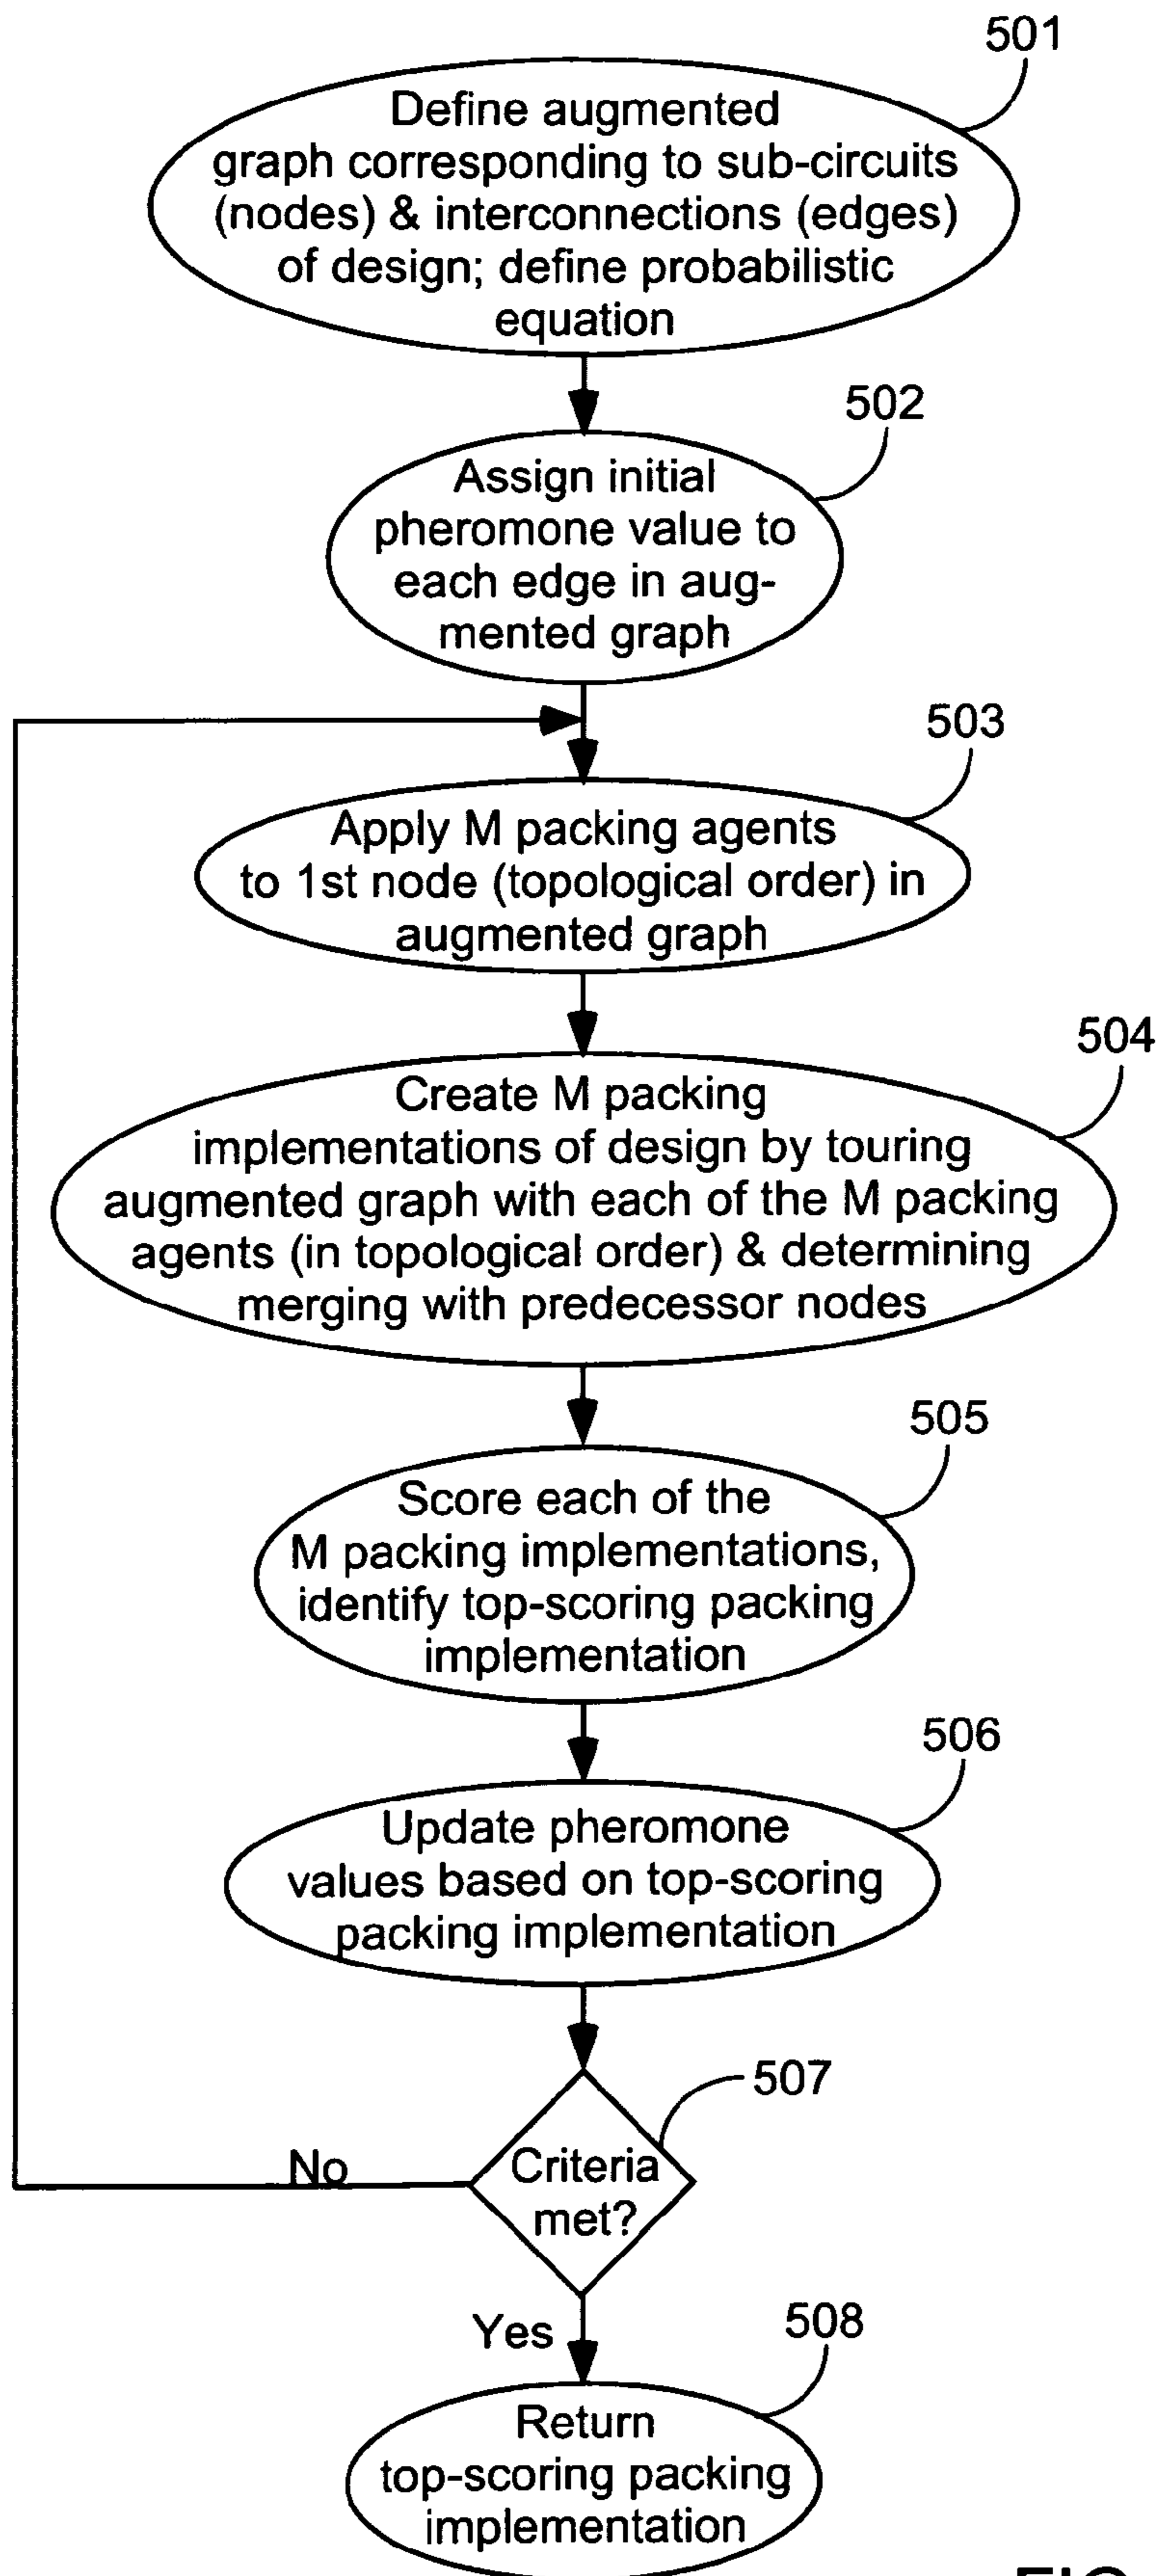 501
Define augmented
graph corresponding to sub-circuits
(nodes) & interconnections (edges)
of design; define probabilistic
equation
502
Assign initial
pheromone value to
each edge in aug-
mented graph
503
Apply M packing agents
to 1st node (topological order) in
augmented graph
504
Create M packing
implementations of design by touring
augmented graph with each of the M packing
agents (in topological order) & determining
merging with predecessor nodes
505
Score each of the
M packing implementations,
identify top-scoring packing
implementation
506
Update pheromone
values based on top-scoring
packing implementation
507
Criteria
met?
No
Yes
508
Return
top-scoring packing
implementation